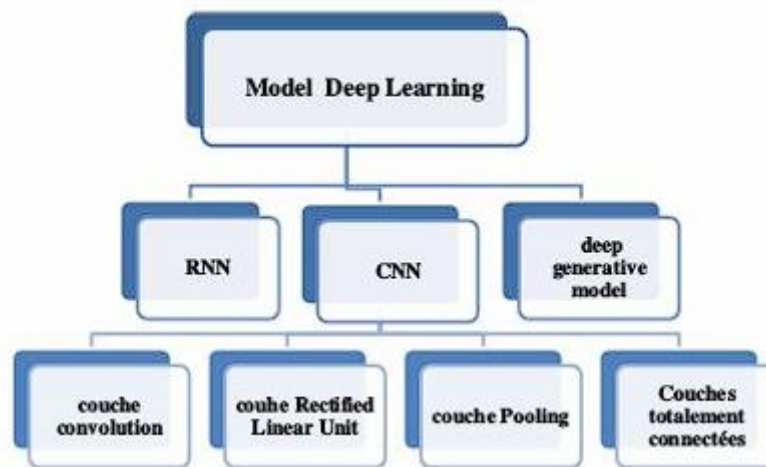 Model Deep Learning
RNN
CNN
deep
generative
model
couche
convolution
couhe Rectified
Linear Unit
couche Pooling
Couches
totalement
connectées